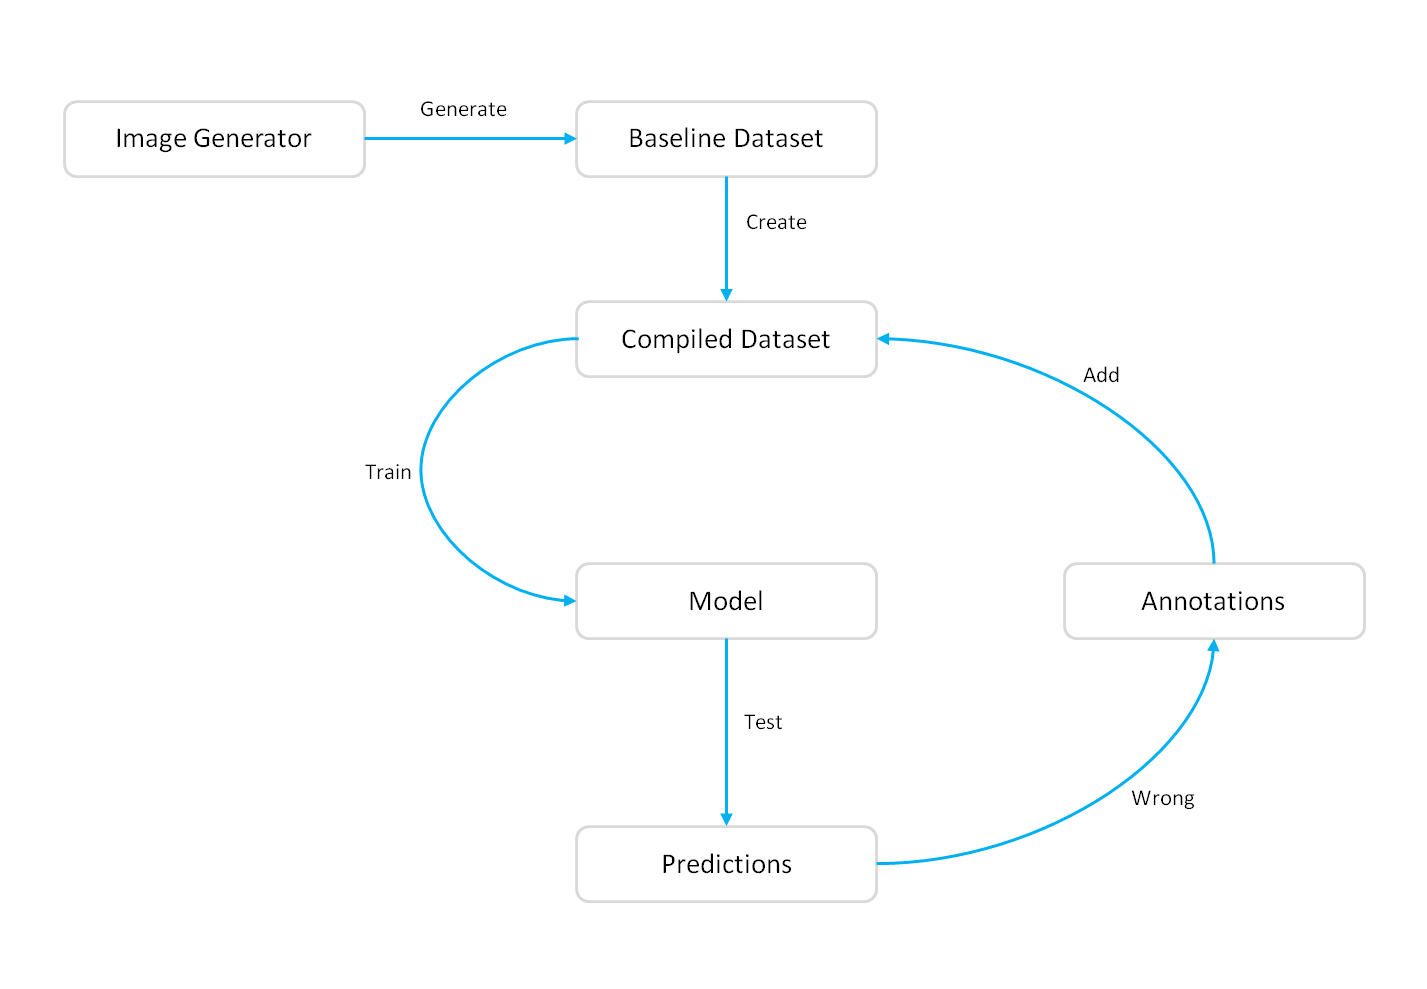 Generate
Image Generator
Baseline Dataset
Create
Compiled Dataset
Add
Train
Model
Annotations
Test
Wrong
Predictions